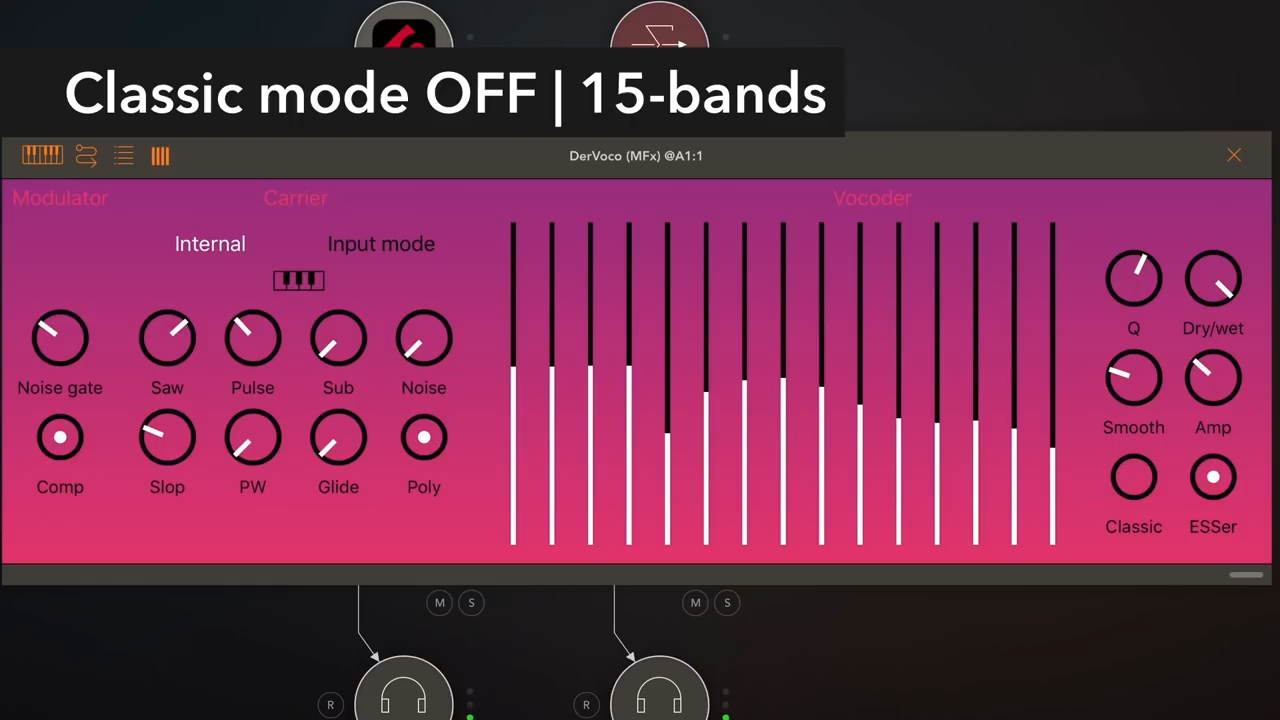 Classic mode OFF | 15-bands
DerVoco (MFx) @A1:1
Modulator
Carrier
Vocoder
Internal
Input mode
Q
Dry/wet
Noise gate
Saw
Pulse
Sub
Noise
Smooth
Amp
Comp
Slop
PW
Glide
Poly
Classic
ESSer
M S
M S
R
R